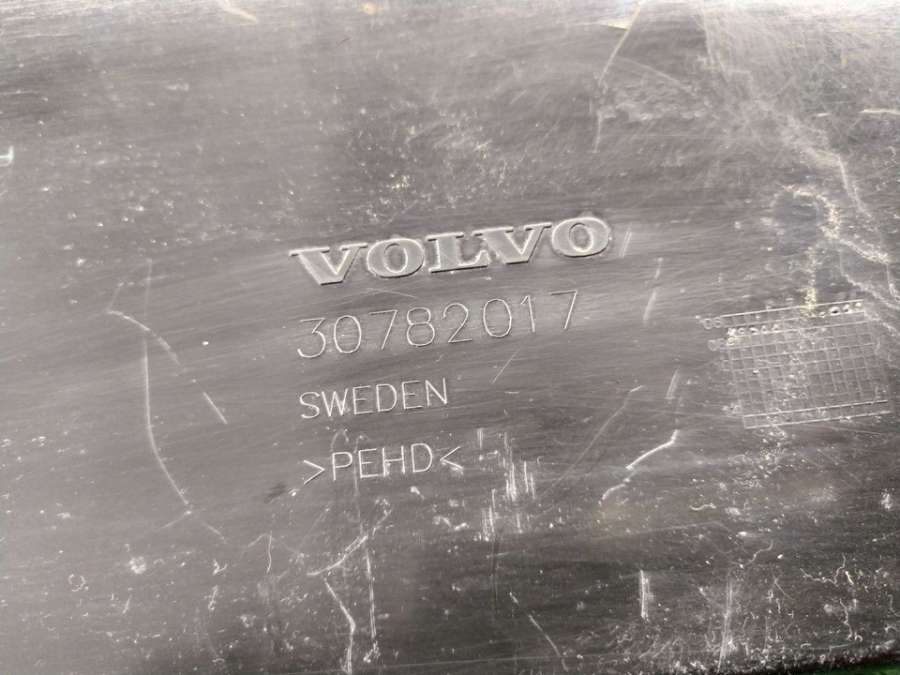 VOLVO
30782017
SWEDEN
>PEHD<